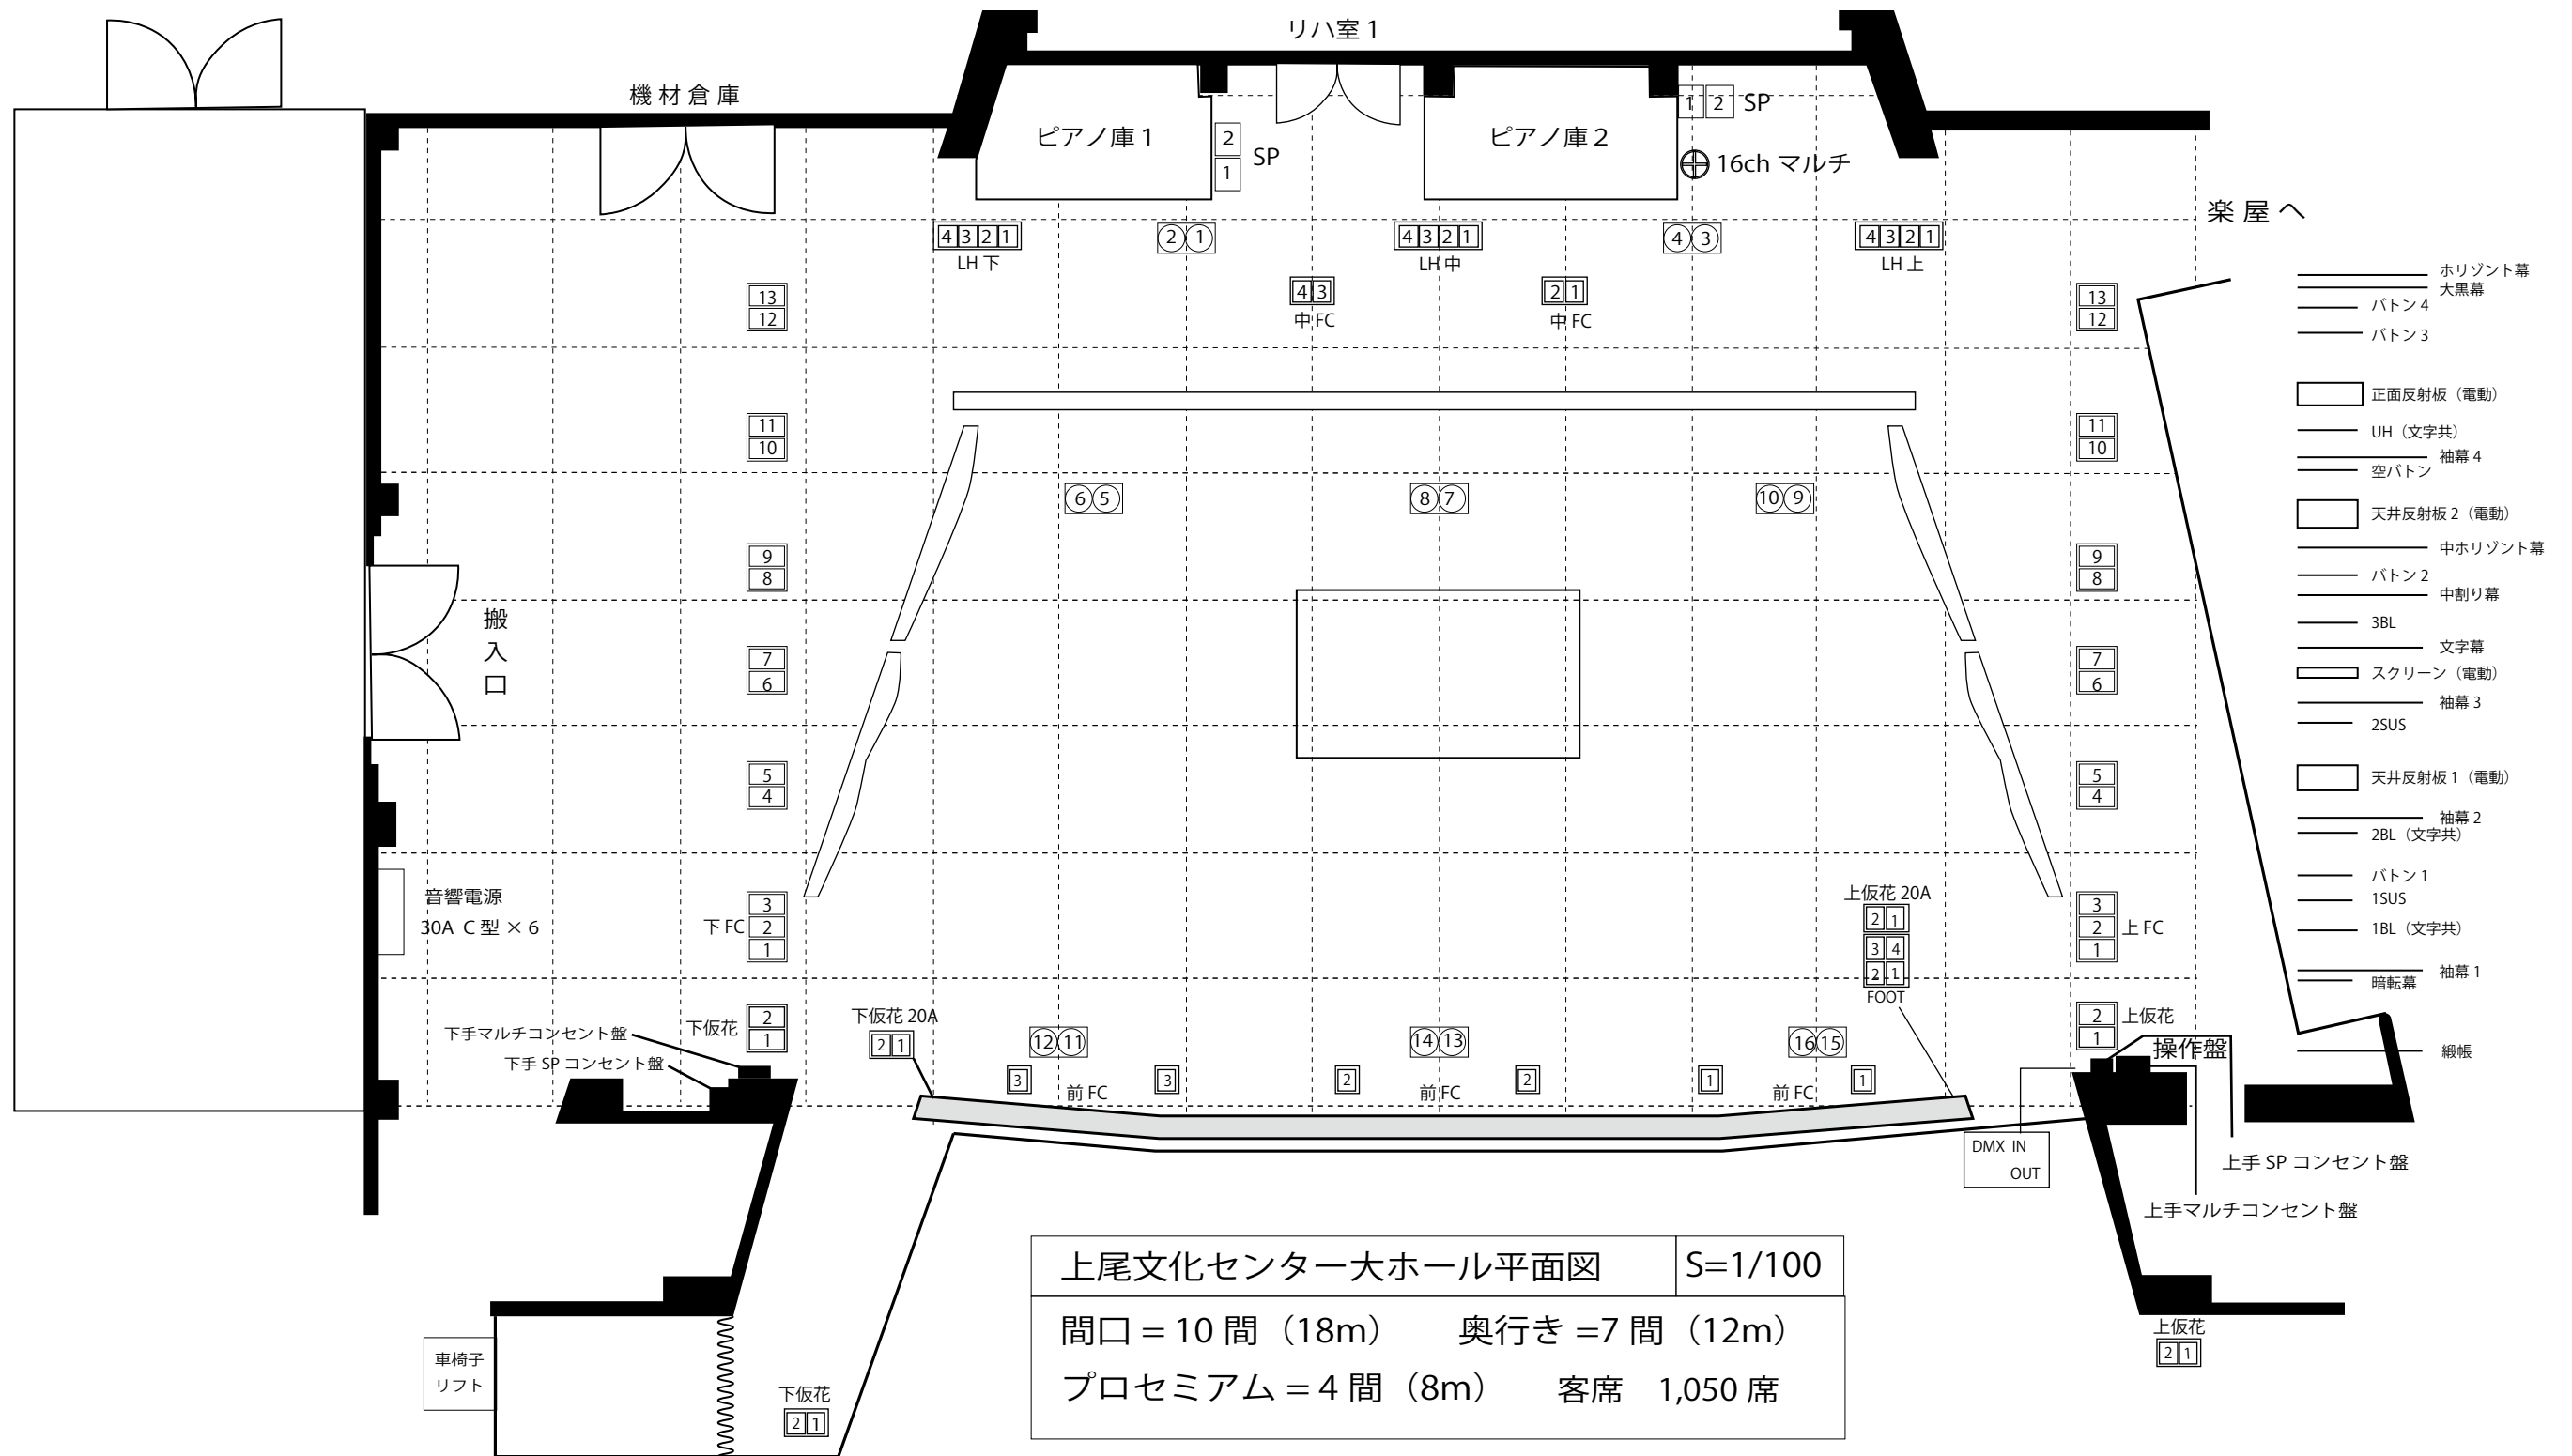 リハ室 1
機 材 倉 庫
ピアノ庫 1
ピアノ庫 2
2
1
SP
1 2 SP
16ch マルチ
楽 屋 へ
4 3 2 1
LH 下
2 1
4 3 2 1
LH 中
4 3
4 3 2 1
LH 上
4 3
中 FC
2 1
中 FC
13
12
13
12
11
10
11
10
6 5
8 7
10 9
9
8
9
8
搬
入
口
7
6
7
6
5
4
5
4
音響電源
30A C 型 × 6
下 FC
3
2
1
上仮花 20A
2 1
3 4
2 1
FOOT
3
2
1
上 FC
下手マルチコンセント盤
下手 SP コンセント盤
下仮花
2
1
下仮花 20A
2 1
12 11
14 13
16 15
2
1
上仮花
操作盤
3
前 FC
3
2
前 FC
2
1
前 FC
1
DMX IN
OUT
上手 SP コンセント盤
上手マルチコンセント盤
上仮花
2 1
車椅子
リフト
下仮花
2 1
ホリゾント幕
大黒幕
バトン 4
バトン 3
正面反射板（電動）
UH（文字共）
袖幕 4
空バトン
天井反射板 2（電動）
中ホリゾント幕
バトン 2
中割り幕
3BL
文字幕
スクリーン（電動）
袖幕 3
2SUS
天井反射板 1（電動）
袖幕 2
2BL（文字共）
バトン 1
1SUS
1BL（文字共）
袖幕 1
暗転幕
緞帳
上尾文化センター大ホール平面図 S=1/100
間口 = 10 間（18m） 奥行き =7 間（12m）
プロセミアム = 4 間（8m） 客席 1,050 席